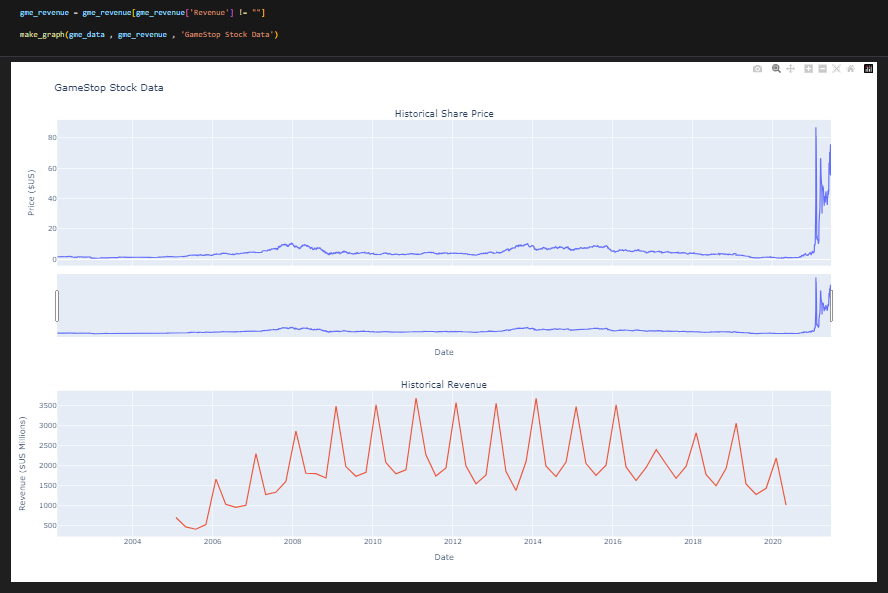 gme_revenue = gme_revenue[gme_revenue['Revenue'] != ""]
make_graph(gme_data , gme_revenue , 'GameStop Stock Data')
GameStop Stock Data
Historical Share Price
Price ($US)
80
60
40
20
0
Date
Historical Revenue
Revenue ($US Millions)
3500
3000
2500
2000
1500
1000
500
2004 2006 2008 2010 2012 2014 2016 2018 2020
Date